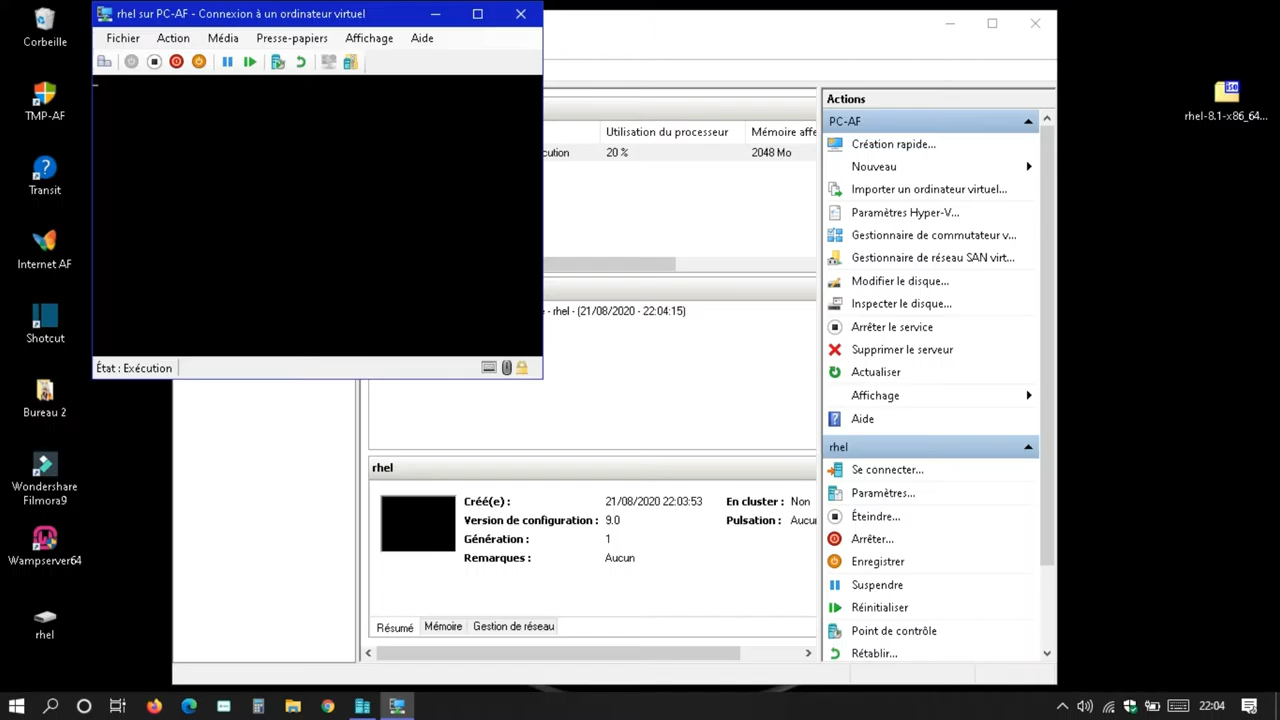 Corbeille
TMP-AF
Transit
Internet AF
Shotcut
Bureau 2
Wondershare
Filmora9
Wampserver64
rhel
rhel sur PC-AF - Connexion à un ordinateur virtuel
Fichier Action Média Presse-papiers Affichage Aide
État : Exécution
Utilisation du processeur Mémoire affe
cution 20 % 2048 Mo
- rhel - (21/08/2020 - 22:04:15)
rhel
Créé(e) : 21/08/2020 22:03:53 En cluster : Non
Version de configuration : 9.0 Pulsation : Aucu
Génération : 1
Remarques : Aucun
Résumé Mémoire Gestion de réseau
Actions
PC-AF
Création rapide...
Nouveau
Importer un ordinateur virtuel...
Paramètres Hyper-V...
Gestionnaire de commutateur v...
Gestionnaire de réseau SAN virt...
Modifier le disque...
Inspecter le disque...
Arrêter le service
Supprimer le serveur
Actualiser
Affichage
Aide
rhel
Se connecter...
Paramètres...
Éteindre...
Arrêter...
Enregistrer
Suspendre
Réinitialiser
Point de contrôle
Rétablir...
iso
rhel-8.1-x86_64...
22:04